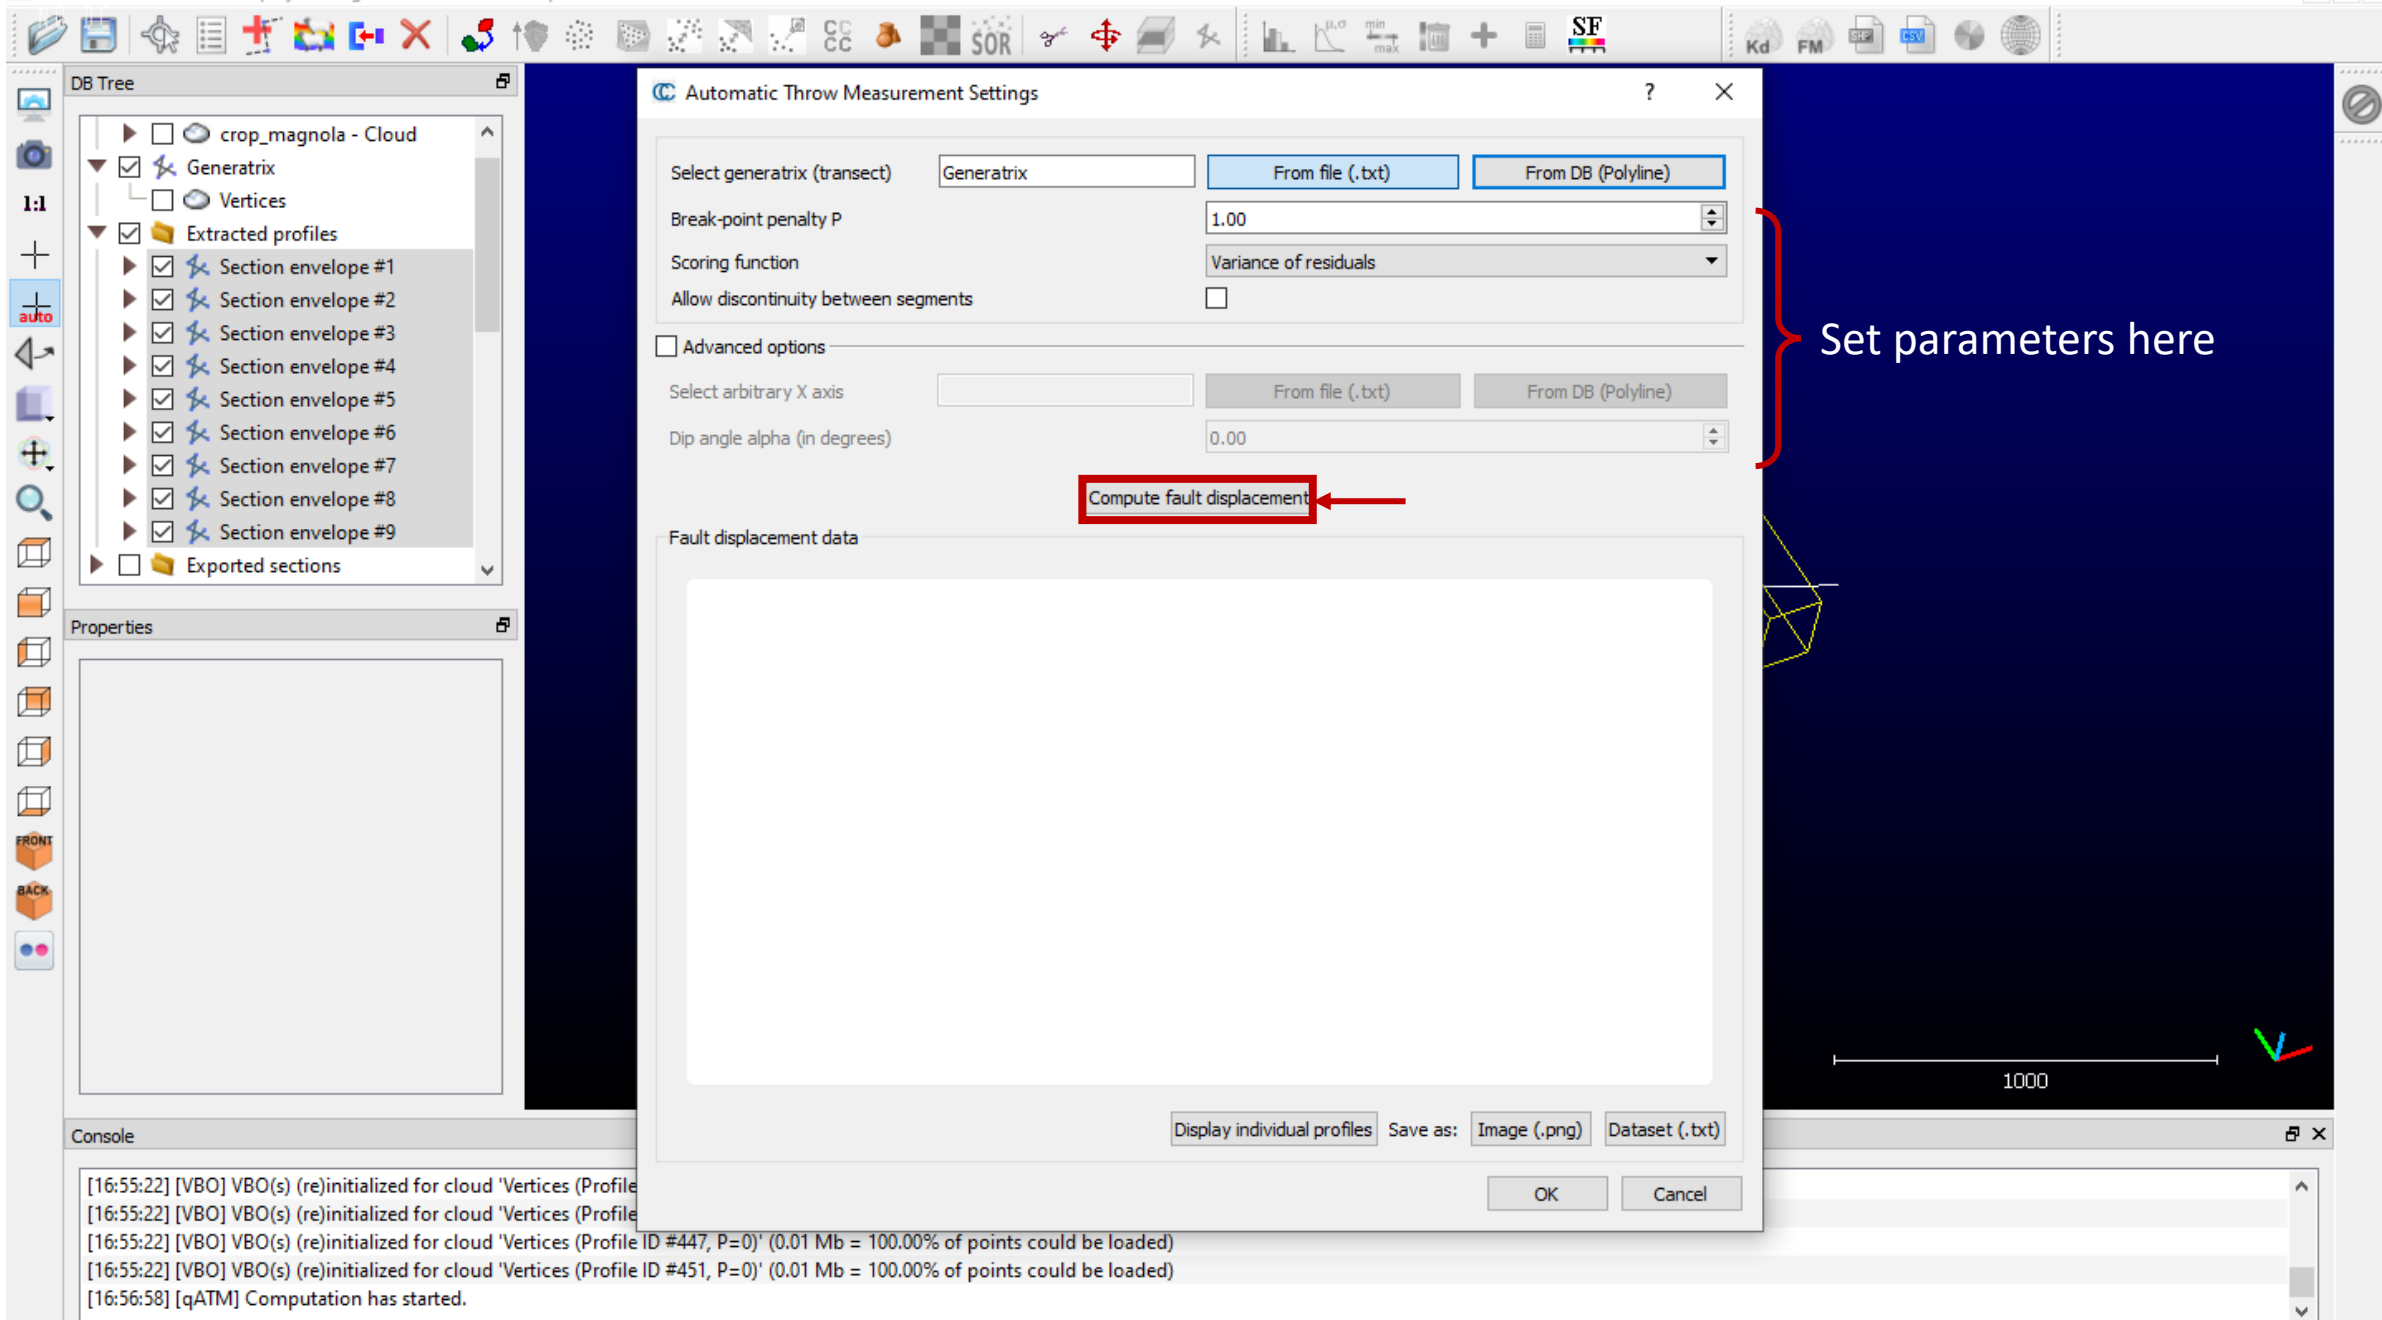 CC
CC
SOR
μ,σ
min
max
SF
Kd
FM
SHP
CSV
DB Tree
Automatic Throw Measurement Settings
?
crop_magnola - Cloud
Generatrix
Vertices
Extracted profiles
Section envelope #1
Section envelope #2
Section envelope #3
Section envelope #4
Section envelope #5
Section envelope #6
Section envelope #7
Section envelope #8
Section envelope #9
Exported sections
1:1
auto
FRONT
BACK
Properties
Select generatrix (transect)
Generatrix
From file (.txt)
From DB (Polyline)
Break-point penalty P
1.00
Scoring function
Variance of residuals
Allow discontinuity between segments
Advanced options
Select arbitrary X axis
From file (.txt)
From DB (Polyline)
Dip angle alpha (in degrees)
0.00
Set parameters here
Compute fault displacement
Fault displacement data
1000
Display individual profiles
Save as:
Image (.png)
Dataset (.txt)
OK
Cancel
Console
[16:55:22] [VBO] VBO(s) (re)initialized for cloud 'Vertices (Profile
[16:55:22] [VBO] VBO(s) (re)initialized for cloud 'Vertices (Profile
[16:55:22] [VBO] VBO(s) (re)initialized for cloud 'Vertices (Profile ID #447, P=0)' (0.01 Mb = 100.00% of points could be loaded)
[16:55:22] [VBO] VBO(s) (re)initialized for cloud 'Vertices (Profile ID #451, P=0)' (0.01 Mb = 100.00% of points could be loaded)
[16:56:58] [qATM] Computation has started.